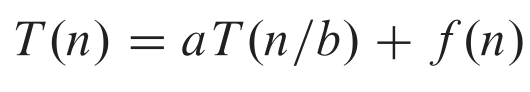 T(n) = aT(n/b) + f(n)